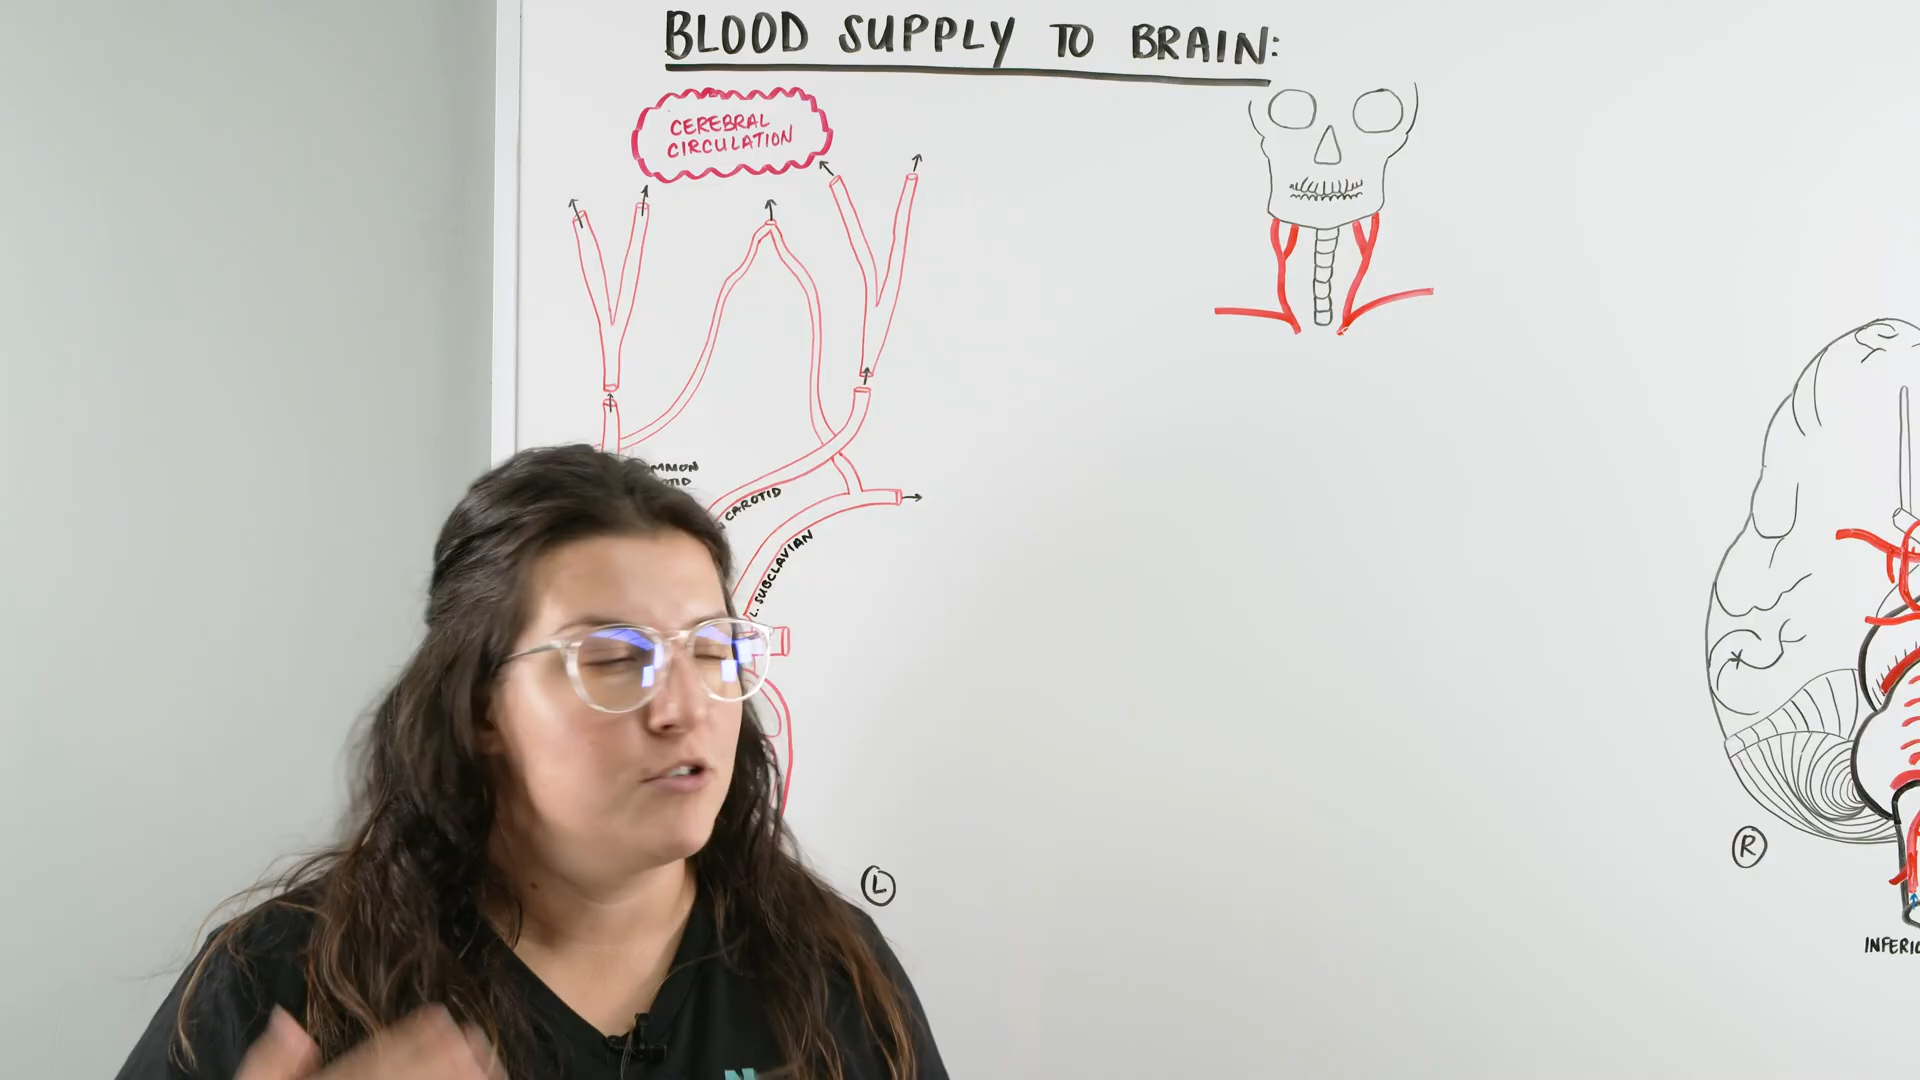 BLOOD SUPPLY TO BRAIN:
CEREBRAL
CIRCULATION
CAROTID
L. SUBCLAVIAN
L
R